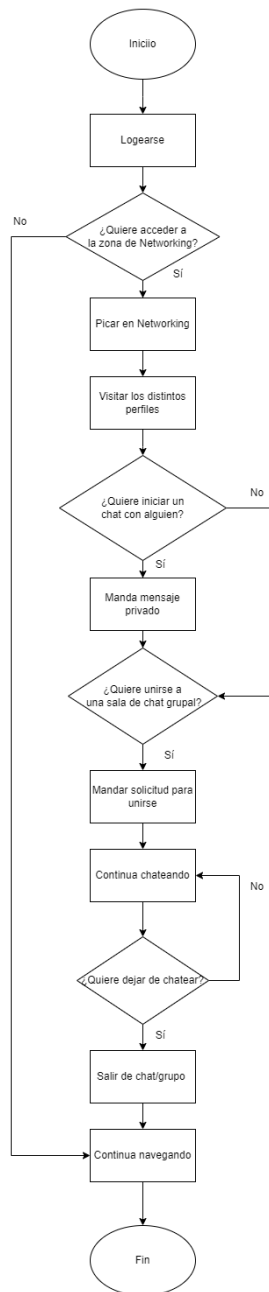 Iniciio
Logearse
¿Quiere acceder a
la zona de Networking?
No
Sí
Picar en Networking
Visitar los distintos
perfiles
¿Quiere iniciar un
chat con alguien?
No
Sí
Manda mensaje
privado
¿Quiere unirse a
una sala de chat grupal?
Sí
Mandar solicitud para
unirse
Continua chateando
No
¿Quiere dejar de chatear?
Sí
Salir de chat/grupo
Continua navegando
Fin